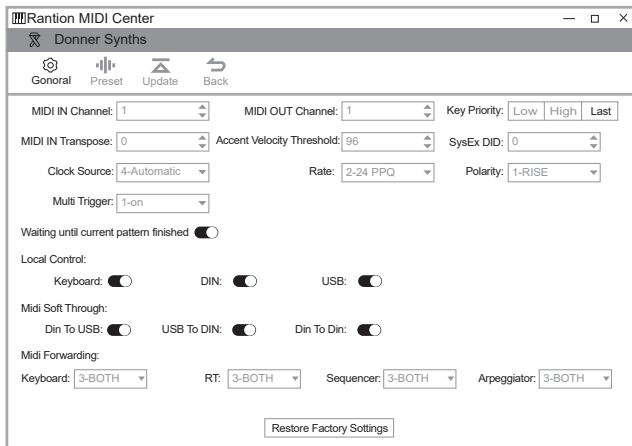 Rantion MIDI Center
Donner Synths
Gonoral Preset Update Back
MIDI IN Channel: 1 MIDI OUT Channel: 1 Key Priority: Low High Last
MIDI IN Transpose: 0 Accent Velocity Threshold: 96 SysEx DID: 0
Clock Source: 4-Automatic Rate: 2-24 PPQ Polarity: 1-RISE
Multi Trigger: 1-on
Waiting until current pattern finished
Local Control:
Keyboard: DIN: USB:
Midi Soft Through:
Din To USB: USB To DIN: Din To Din:
Midi Forwarding:
Keyboard: 3-BOTH RT: 3-BOTH Sequencer: 3-BOTH Arpeggiator: 3-BOTH
Restore Factory Settings